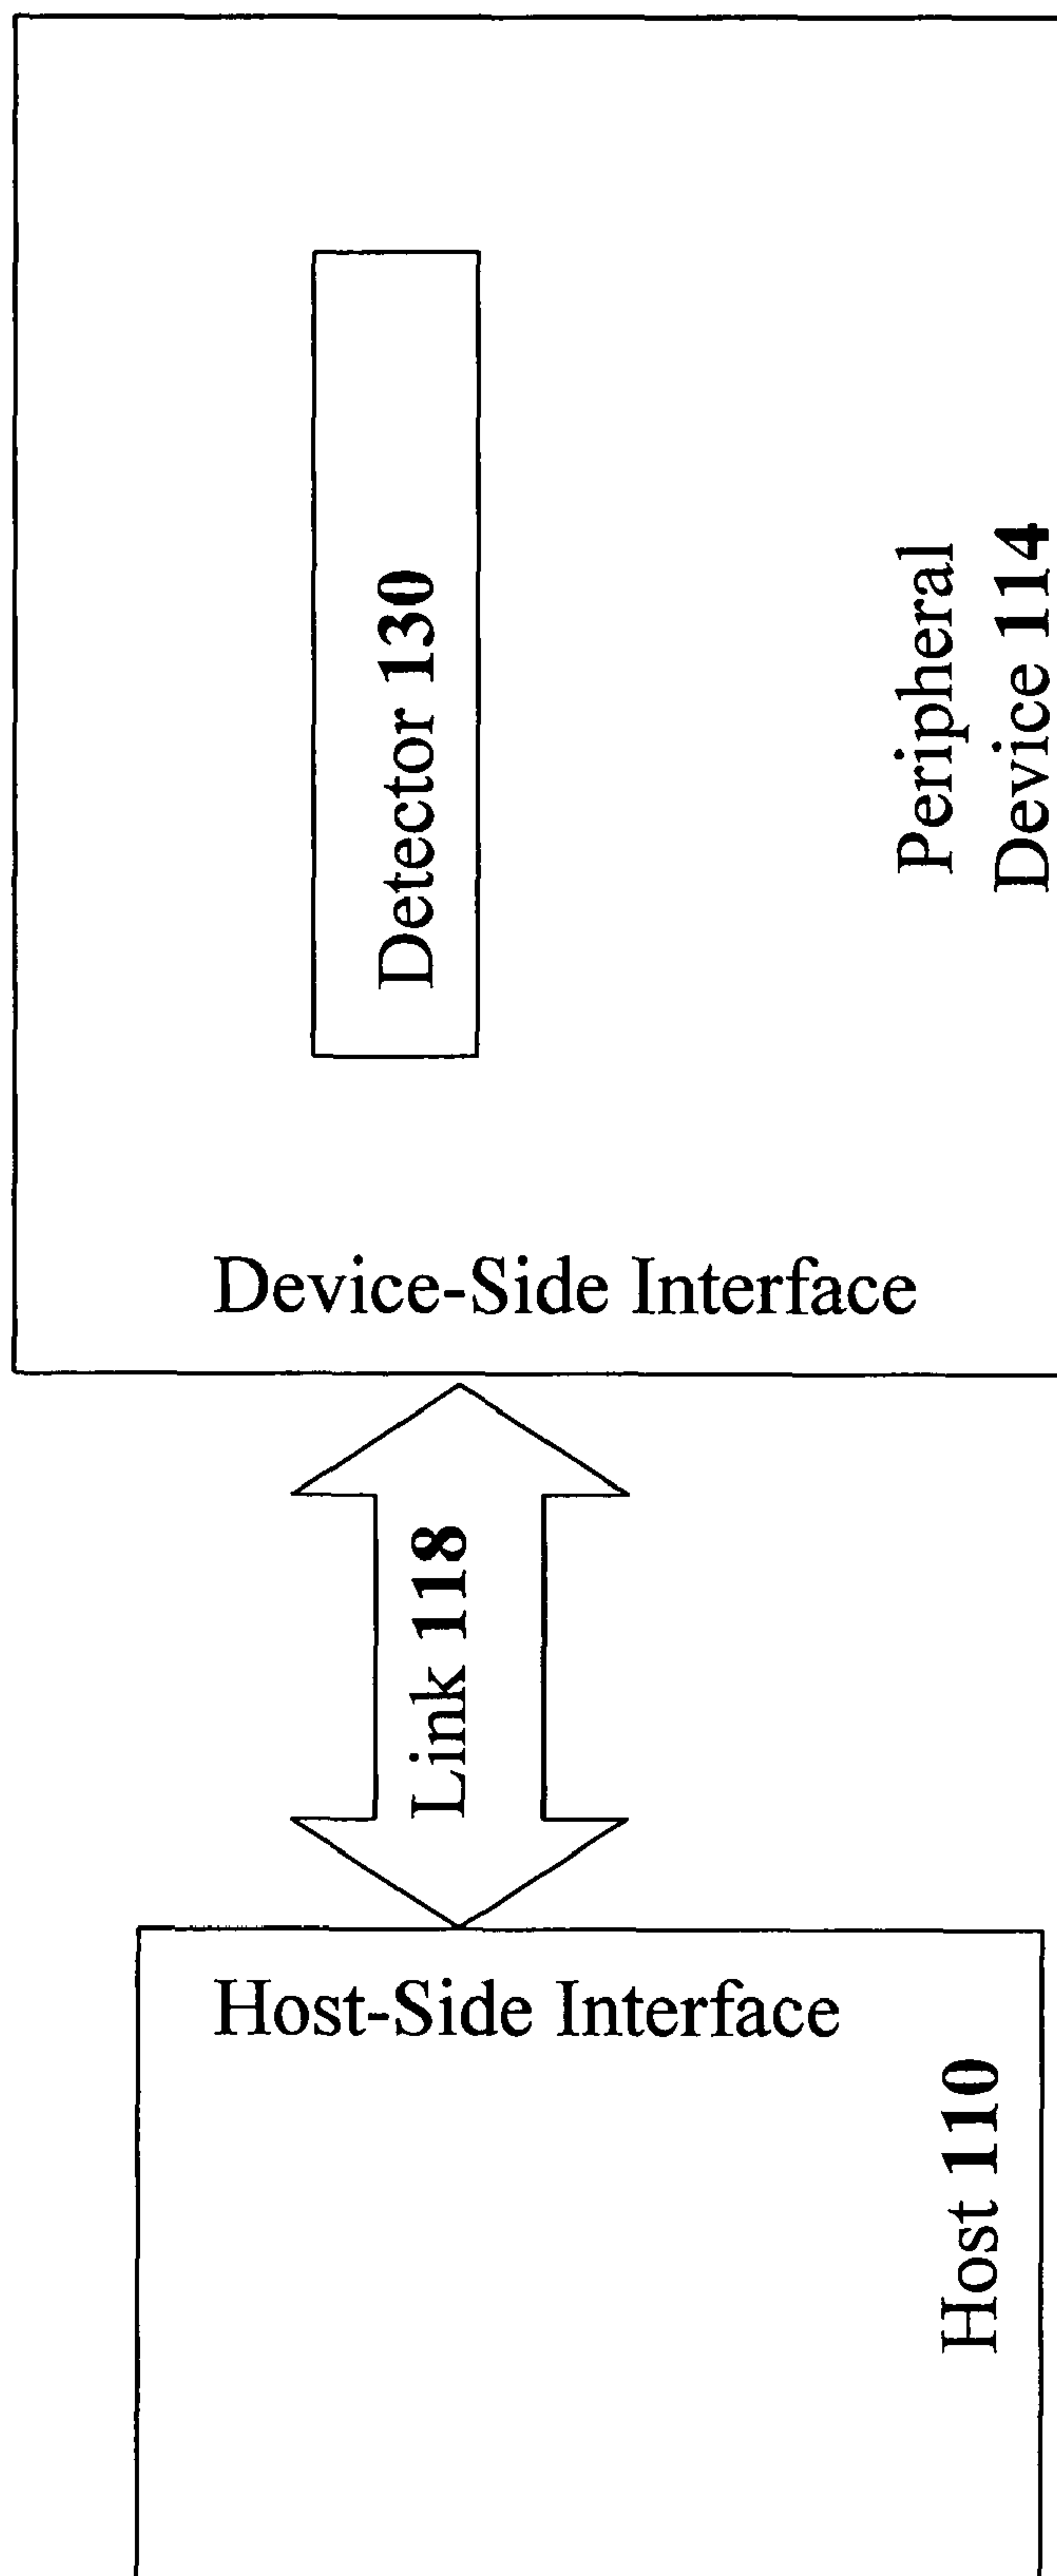 Detector 130
Peripheral
Device 114
Device-Side Interface
Link 118
Host-Side Interface
Host 110